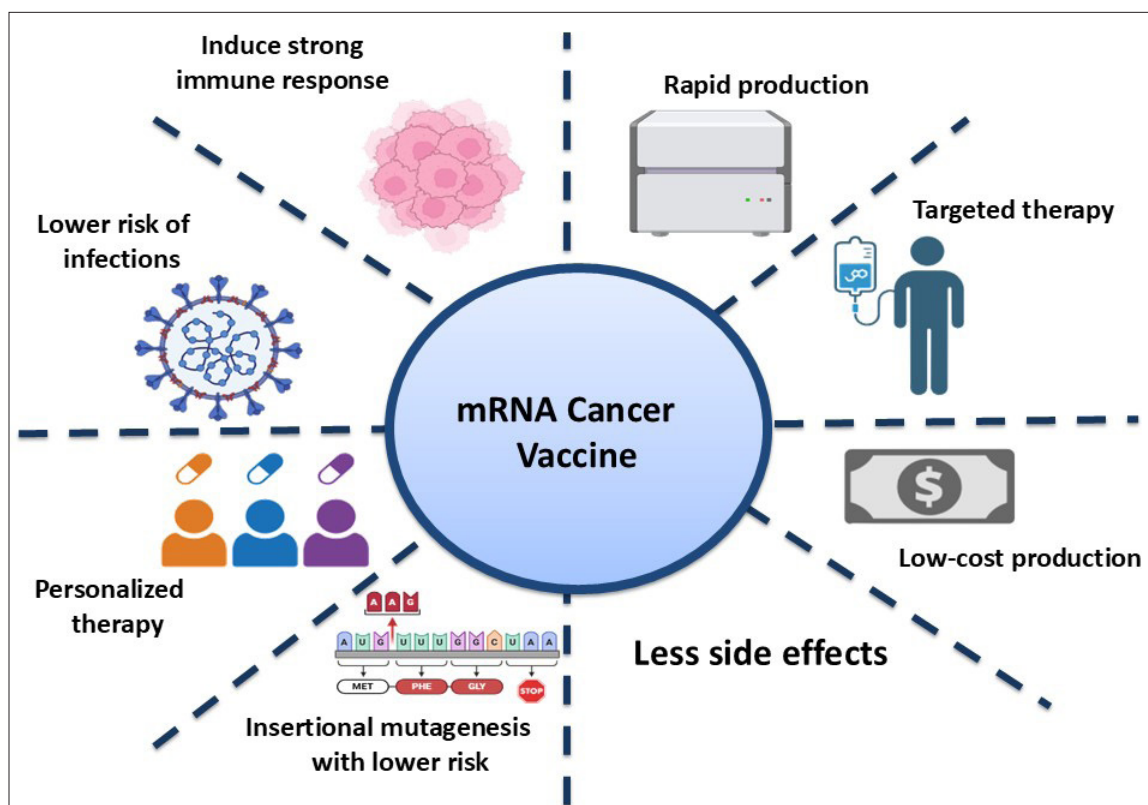 Induce strong
immune response
Rapid production
Lower risk of
infections
Targeted therapy
mRNA Cancer
Vaccine
$
Low-cost production
Personalized
therapy
A A G
A U G U U U G G C U A A
MET PHE GLY STOP
Less side effects
Insertional mutagenesis
with lower risk